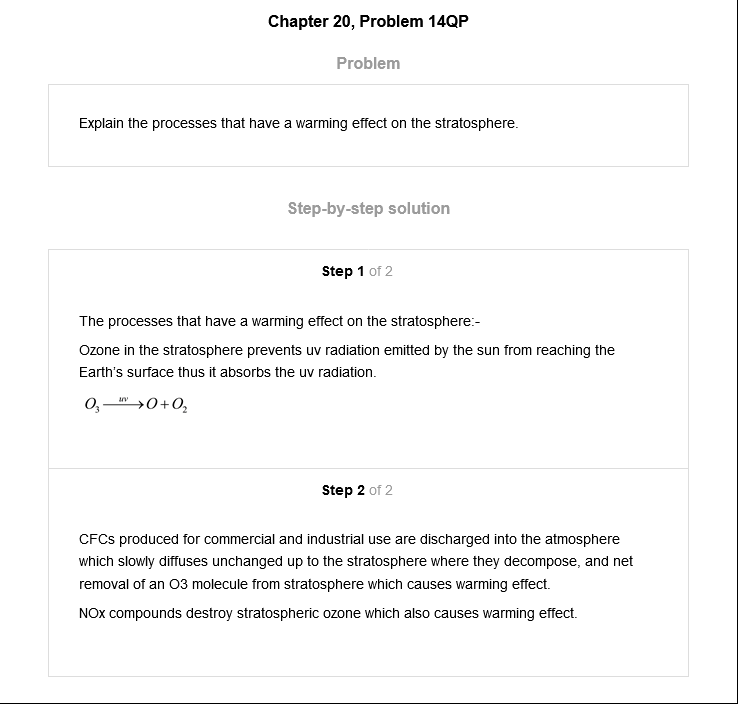 Chapter 20, Problem 14QP
Problem
Explain the processes that have a warming effect on the stratosphere.
Step-by-step solution
Step 1 of 2
The processes that have a warming effect on the stratosphere:-
Ozone in the stratosphere prevents uv radiation emitted by the sun from reaching the
Earth's surface thus it absorbs the uv radiation.
O₃ —uv→ O + O₂
Step 2 of 2
CFCs produced for commercial and industrial use are discharged into the atmosphere
which slowly diffuses unchanged up to the stratosphere where they decompose, and net
removal of an O3 molecule from stratosphere which causes warming effect.
NOx compounds destroy stratospheric ozone which also causes warming effect.